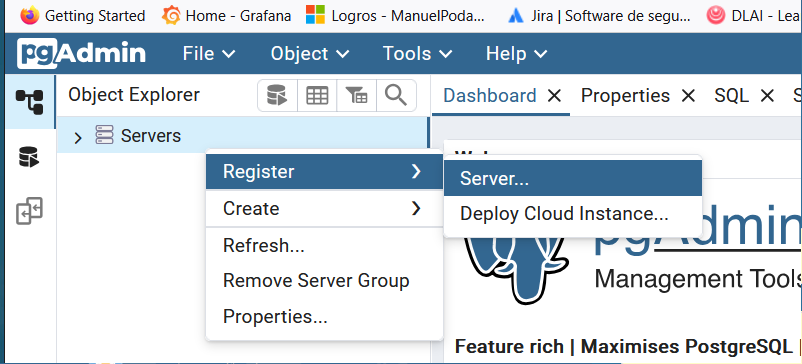 Getting Started Home - Grafana Logros - ManuelPoda... Jira | Software de segu... DLAI - Lea
pgAdmin File Object Tools Help
Object Explorer Dashboard Properties SQL
Servers
Register Server...
Create Deploy Cloud Instance...
Refresh... pgAdmin
Remove Server Group Management Tools
Properties...
Feature rich | Maximises PostgreSQL |